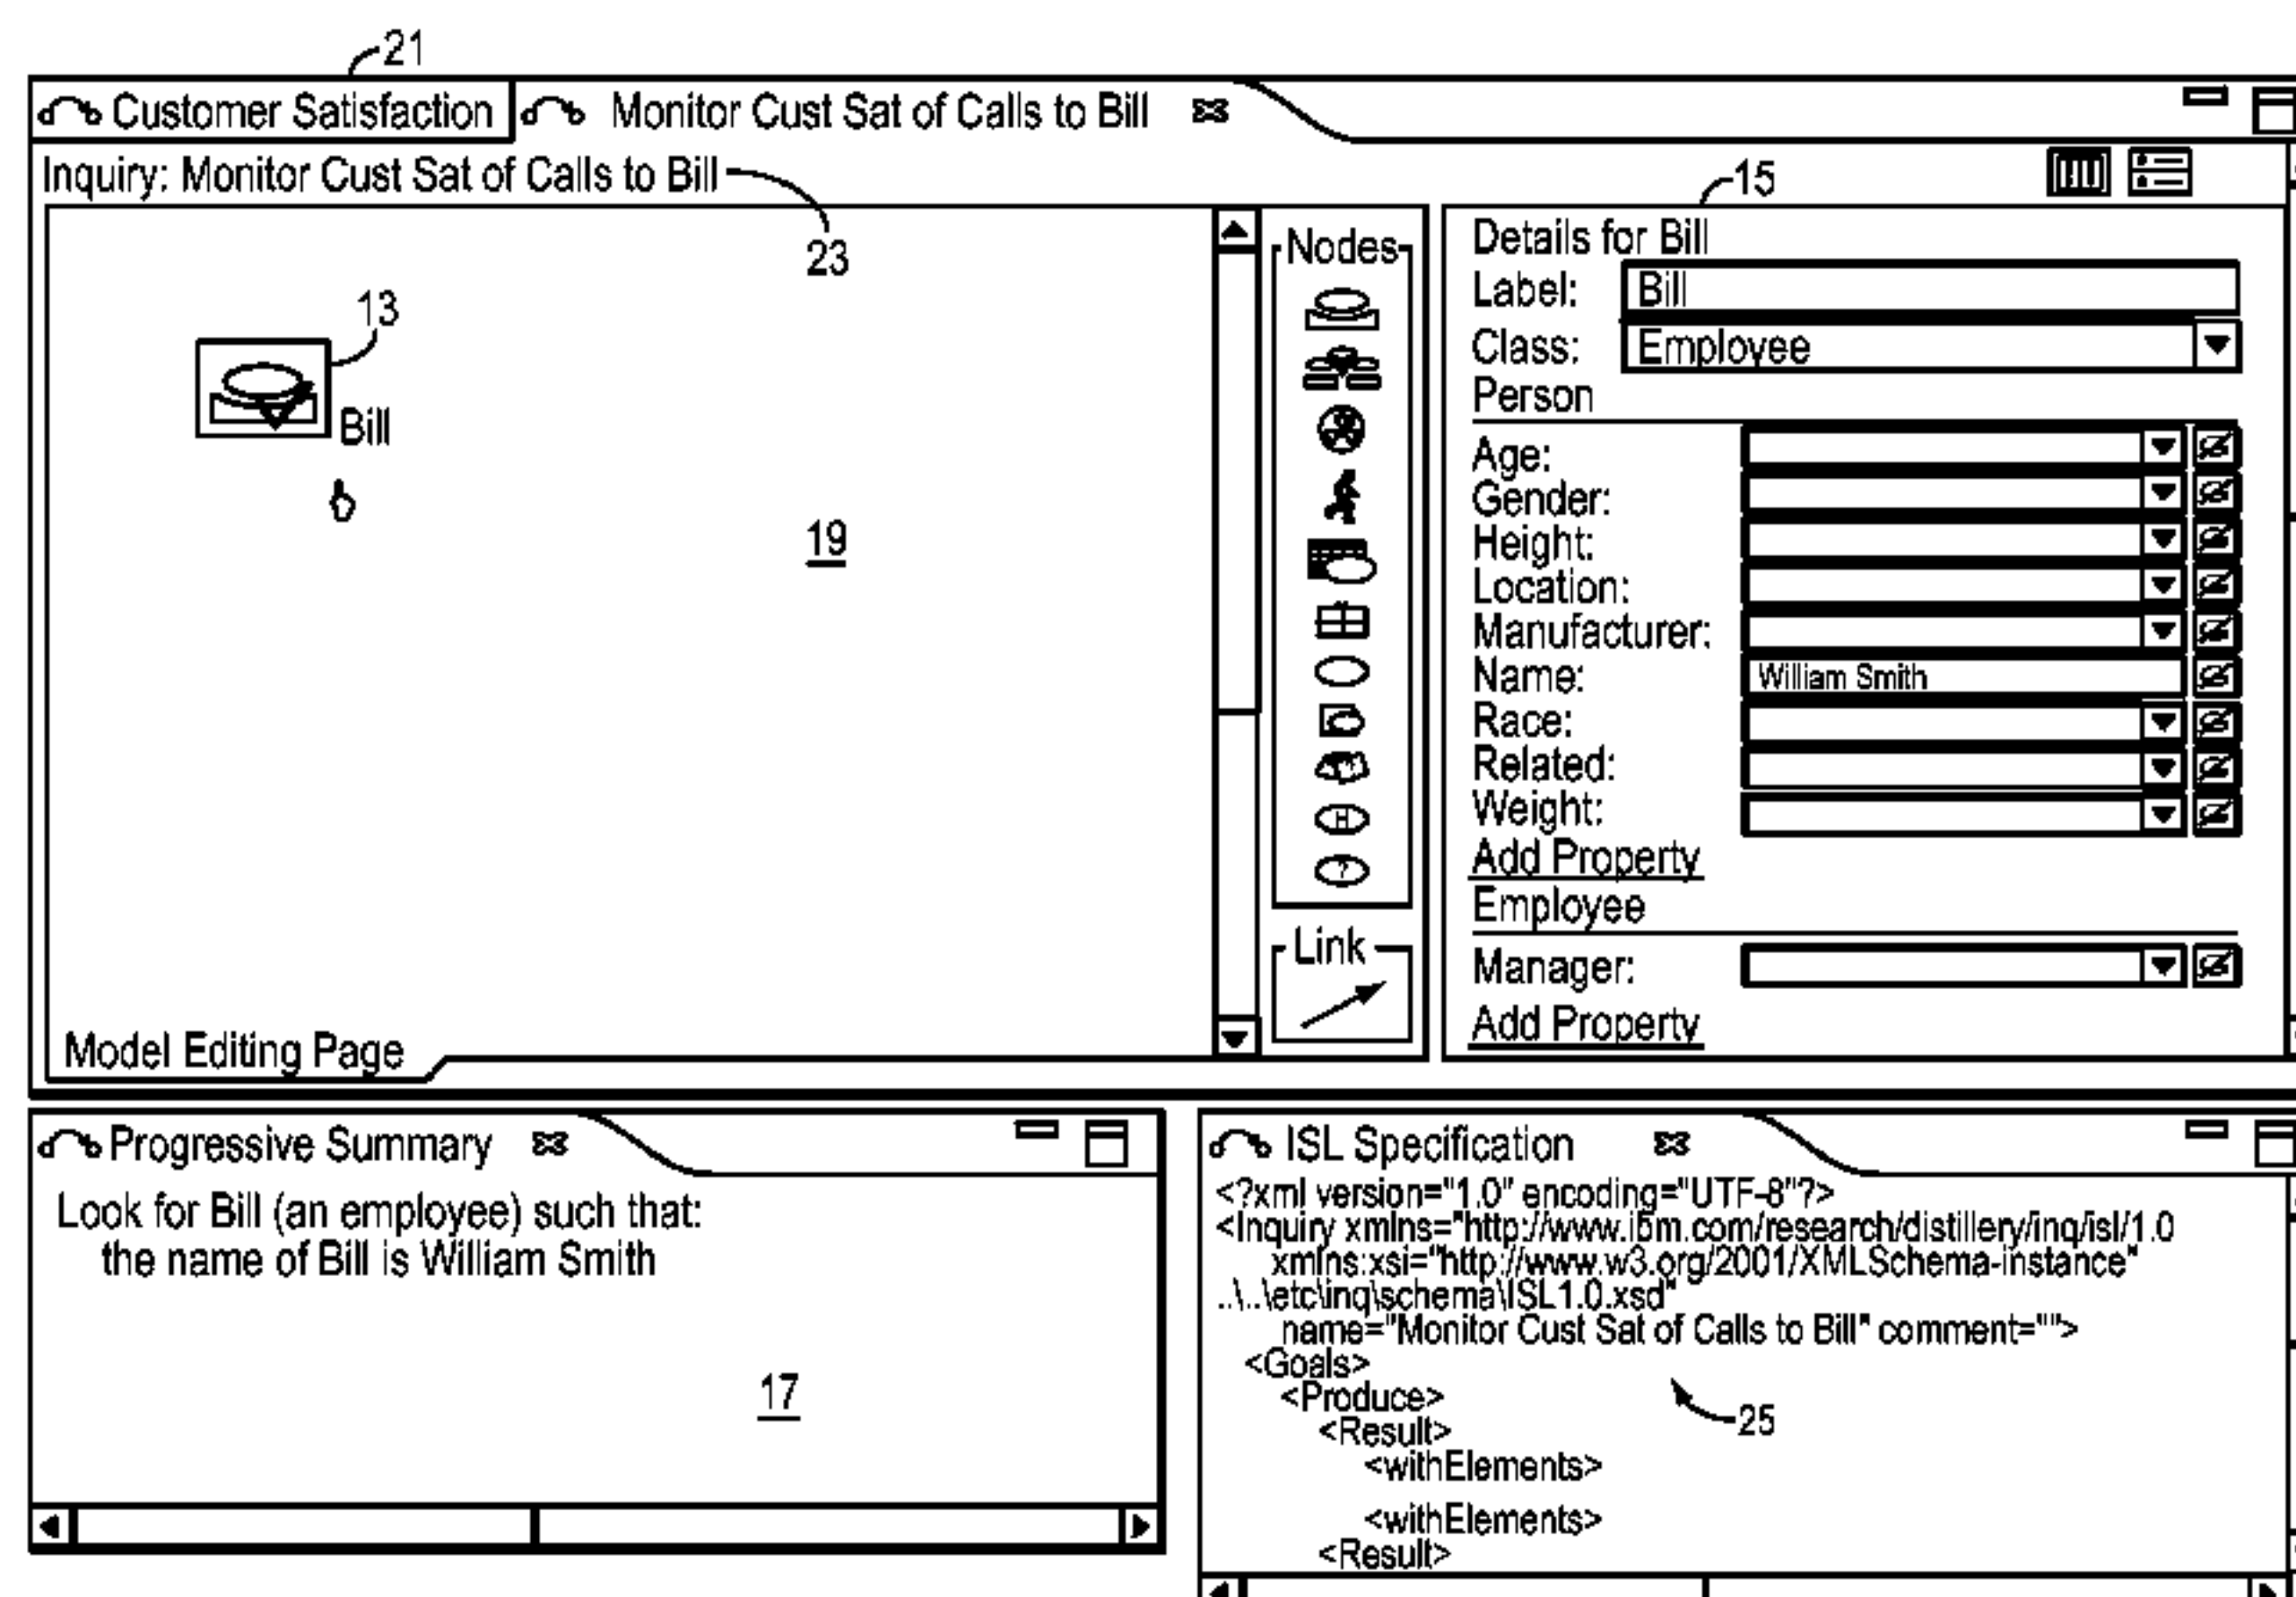 21
Customer Satisfaction
Monitor Cust Sat of Calls to Bill
Inquiry: Monitor Cust Sat of Calls to Bill
23
13
Bill
19
Model Editing Page
Nodes
H
?
Link
15
Details for Bill
Label: Bill
Class: Employee
Person
Age:
Gender:
Height:
Location:
Manufacturer:
Name: William Smith
Race:
Related:
Weight:
Add Property
Employee
Manager:
Add Property
Progressive Summary
Look for Bill (an employee) such that:
the name of Bill is William Smith
17
ISL Specification
<?xml version="1.0" encoding="UTF-8"?>
<Inquiry xmlns="http://www.ibm.com/research/distillery/inq/isl/1.0
xmlns:xsi="http://www.w3.org/2001/XMLSchema-instance"
..\..\etc\inq\schema\ISL1.0.xsd"
name="Monitor Cust Sat of Calls to Bill" comment="">
<Goals>
<Produce>
<Result>
<withElements>
<withElements>
<Result>
25